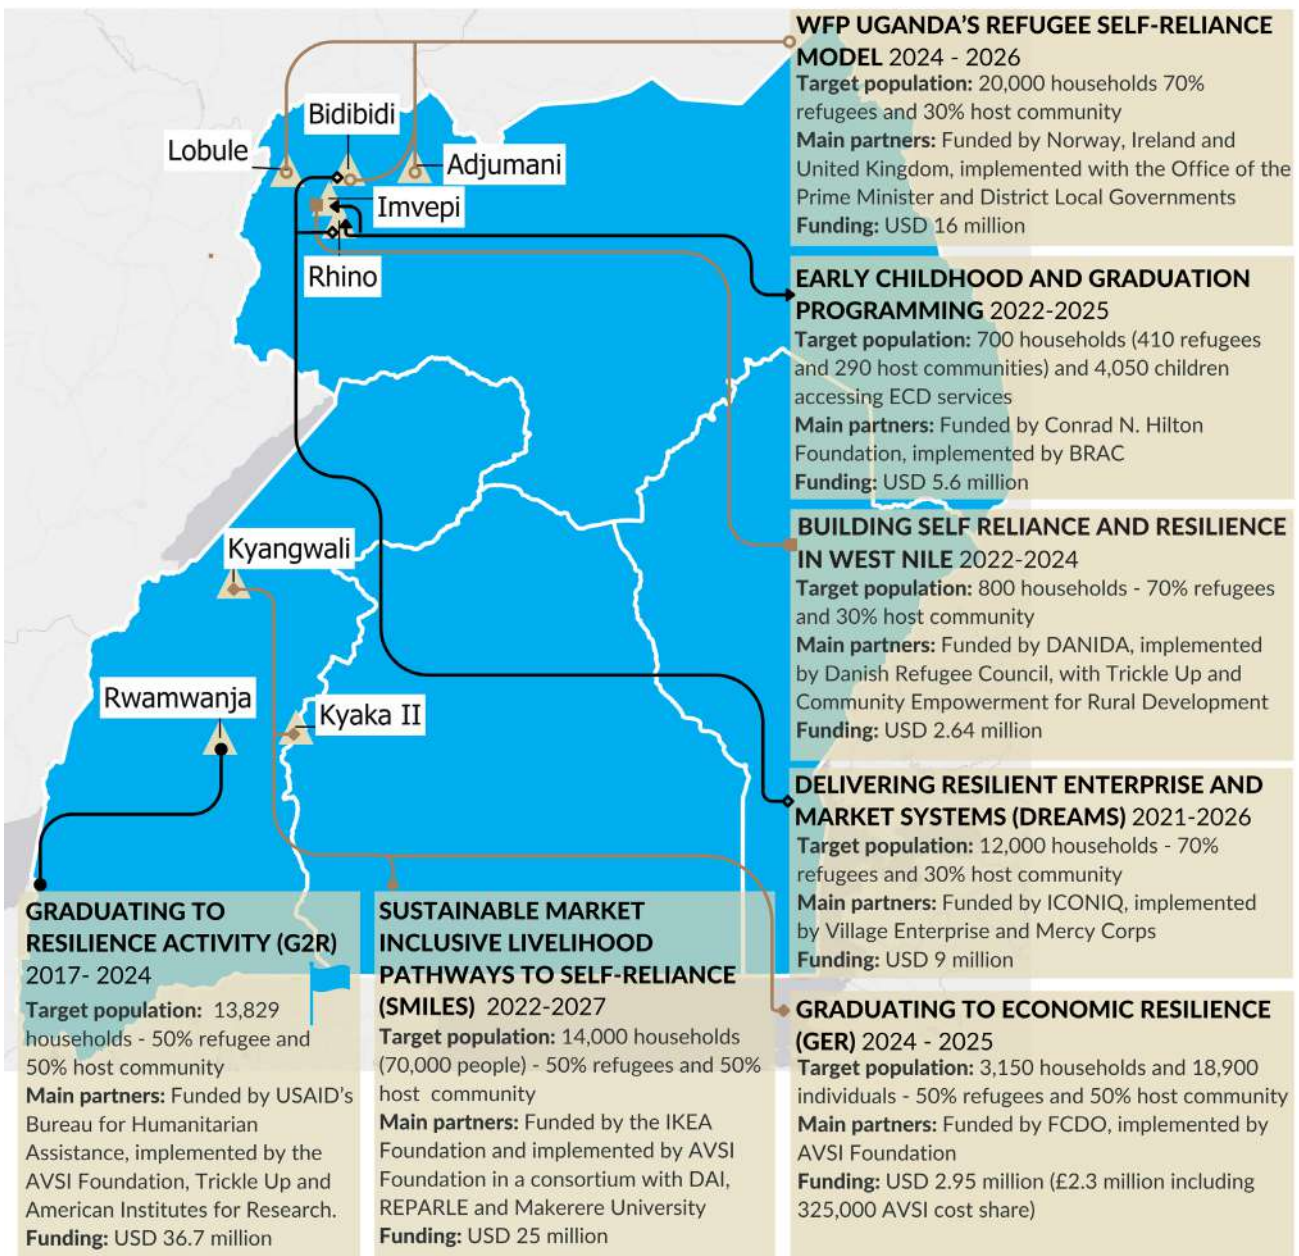 Bidibidi
Lobule
Adjumani
Imvepi
Rhino
Kyangwali
Rwamwanja
Kyaka II
WFP UGANDA'S REFUGEE SELF-RELIANCE
MODEL 2024 - 2026
Target population: 20,000 households 70%
refugees and 30% host community
Main partners: Funded by Norway, Ireland and
United Kingdom, implemented with the Office of the
Prime Minister and District Local Governments
Funding: USD 16 million
EARLY CHILDHOOD AND GRADUATION
PROGRAMMING 2022-2025
Target population: 700 households (410 refugees
and 290 host communities) and 4,050 children
accessing ECD services
Main partners: Funded by Conrad N. Hilton
Foundation, implemented by BRAC
Funding: USD 5.6 million
BUILDING SELF RELIANCE AND RESILIENCE
IN WEST NILE 2022-2024
Target population: 800 households - 70% refugees
and 30% host community
Main partners: Funded by DANIDA, implemented
by Danish Refugee Council, with Trickle Up and
Community Empowerment for Rural Development
Funding: USD 2.64 million
DELIVERING RESILIENT ENTERPRISE AND
MARKET SYSTEMS (DREAMS) 2021-2026
Target population: 12,000 households - 70%
refugees and 30% host community
Main partners: Funded by ICONIQ, implemented
by Village Enterprise and Mercy Corps
Funding: USD 9 million
GRADUATING TO
RESILIENCE ACTIVITY (G2R)
2017- 2024
Target population: 13,829
households - 50% refugee and
50% host community
Main partners: Funded by USAID's
Bureau for Humanitarian
Assistance, implemented by the
AVSI Foundation, Trickle Up and
American Institutes for Research.
Funding: USD 36.7 million
SUSTAINABLE MARKET
INCLUSIVE LIVELIHOOD
PATHWAYS TO SELF-RELIANCE
(SMILES) 2022-2027
Target population: 14,000 households
(70,000 people) - 50% refugees and 50%
host community
Main partners: Funded by the IKEA
Foundation and implemented by AVSI
Foundation in a consortium with DAI,
REPARLE and Makerere University
Funding: USD 25 million
GRADUATING TO ECONOMIC RESILIENCE
(GER) 2024 - 2025
Target population: 3,150 households and 18,900
individuals - 50% refugees and 50% host community
Main partners: Funded by FCDO, implemented by
AVSI Foundation
Funding: USD 2.95 million (£2.3 million including
325,000 AVSI cost share)